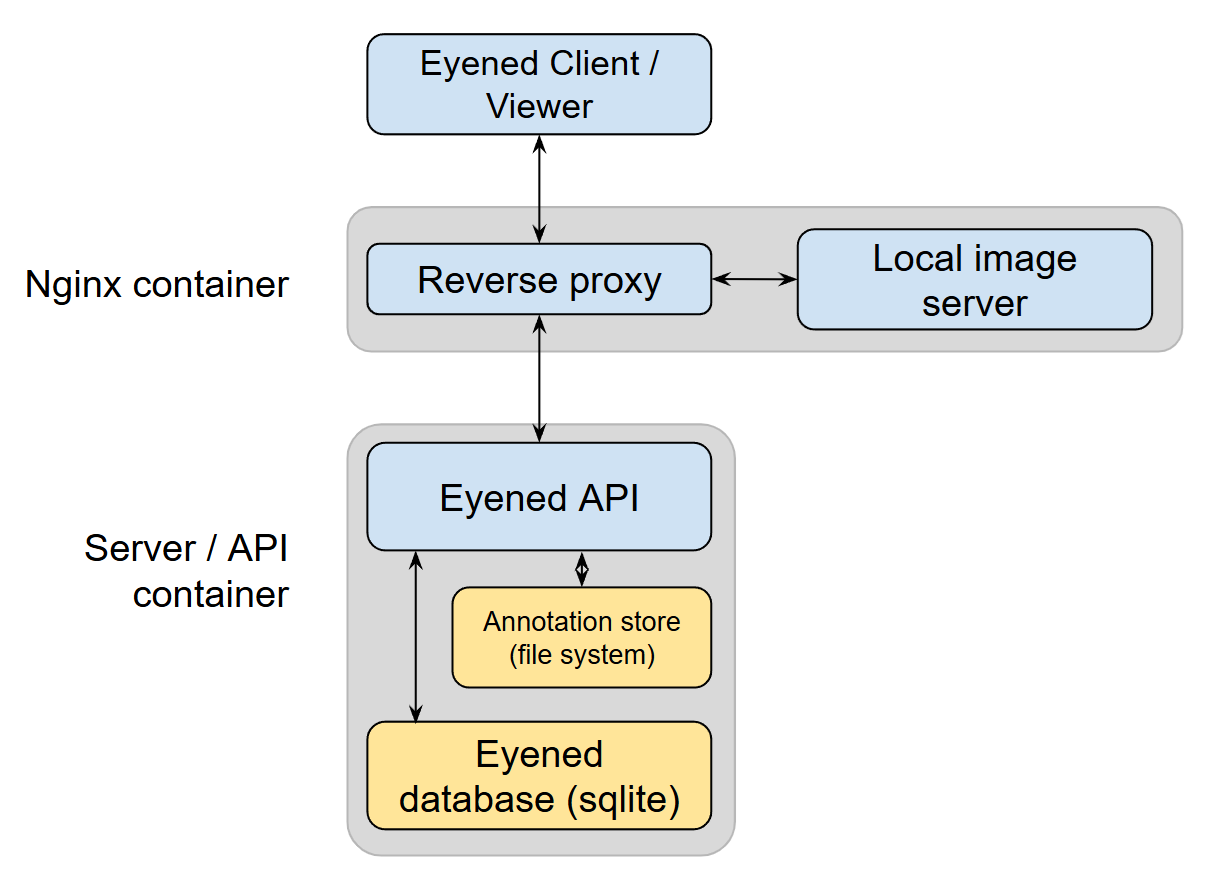 Eyened Client /
Viewer
Nginx container
Reverse proxy
Local image
server
Eyened API
Server / API
container
Annotation store
(file system)
Eyened
database (sqlite)